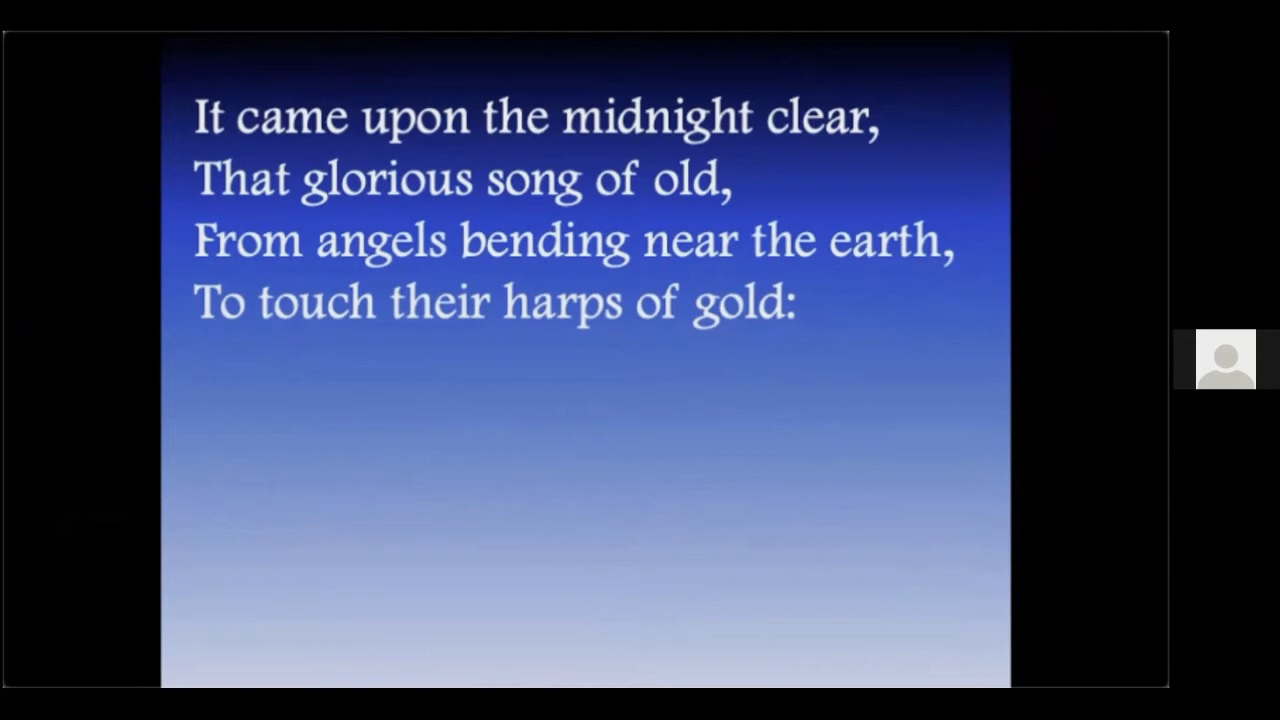 It came upon the midnight clear,
That glorious song of old,
From angels bending near the earth,
To touch their harps of gold: